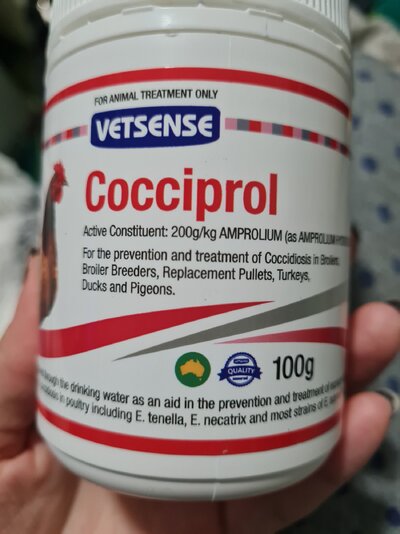 FOR ANIMAL TREATMENT ONLY
VETSENSE
Cocciprol
Active Constituent: 200g/kg AMPROLIUM (as AMPROLIUM
For the prevention and treatment of Coccidiosis in Broilers,
Broiler Breeders, Replacement Pullets, Turkeys,
Ducks and Pigeons.
QUALITY
100g
through the drinking water as an aid in the prevention and treatment of
in poultry including E. tenella, E. necatrix and most strains of E.